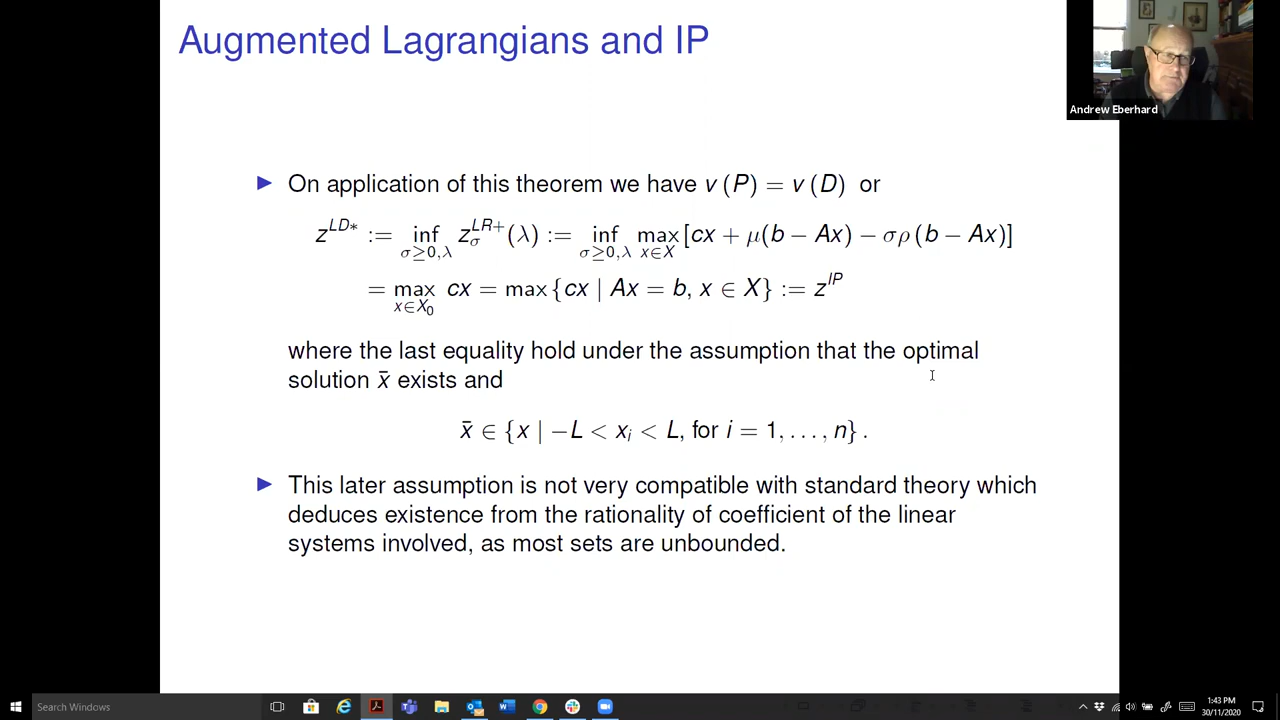 Augmented Lagrangians and IP
Andrew Eberhard
▶ On application of this theorem we have v (P) = v (D) or
z^{LD∗} := inf_{σ≥0,λ} z_σ^{LR+}(λ) := inf_{σ≥0,λ} max_{x∈X} [cx + μ(b − Ax) − σρ (b − Ax)]
= max_{x∈X_0} cx = max {cx | Ax = b, x ∈ X} := z^{IP}
where the last equality hold under the assumption that the optimal
solution x̄ exists and
x̄ ∈ {x | −L < x_i < L, for i = 1, . . . , n} .
▶ This later assumption is not very compatible with standard theory which
deduces existence from the rationality of coefficient of the linear
systems involved, as most sets are unbounded.
Search Windows
1:43 PM
30/11/2020